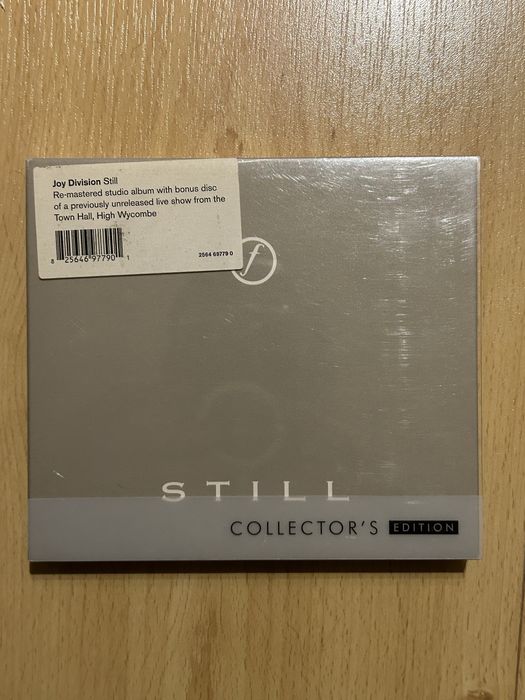 Joy Division Still
Re-mastered studio album with bonus disc
of a previously unreleased live show from the
Town Hall, High Wycombe
8 25646 97790 1
2564 69779 0
f
STILL
COLLECTOR'S EDITION